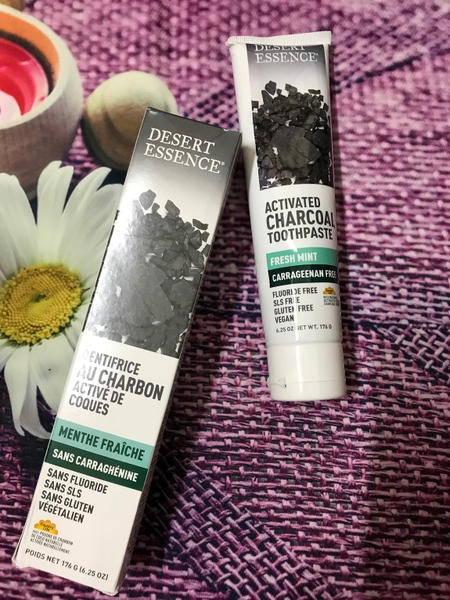 DESERT
ESSENCE®
DENTIFRICE
AU CHARBON
ACTIVÉ DE
COQUES
MENTHE FRAÎCHE
SANS CARRAGHÉNINE
SANS FLUORIDE
SANS SLS
SANS GLUTEN
VÉGÉTALIEN
POIDS NET 176 G (6.25 OZ)
DESERT
ESSENCE®
ACTIVATED
CHARCOAL
TOOTHPASTE
FRESH MINT
CARRAGEENAN FREE
FLUORIDE FREE
SLS FREE
GLUTEN FREE
VEGAN
6.25 OZ NET WT. 176 G